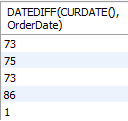 DATEDIFF(CURDATE(),
OrderDate)
73
75
73
86
1